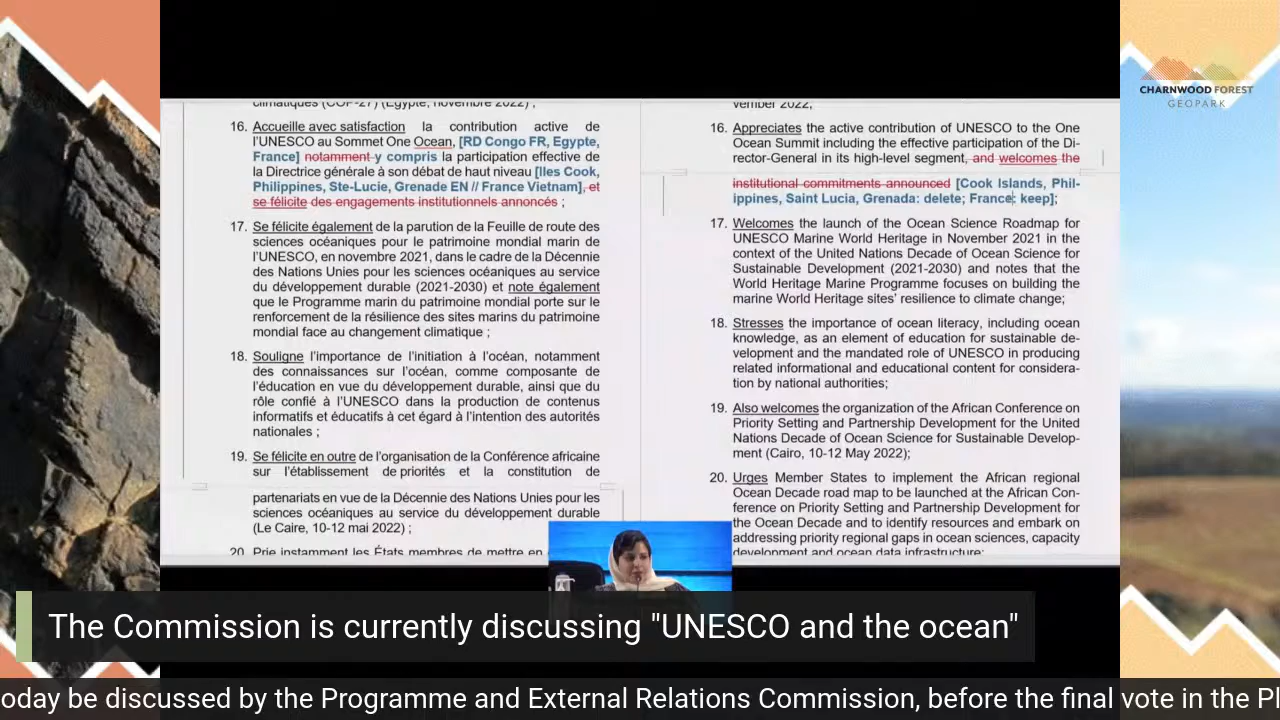 CHARNWOOD FOREST
GEOPARK
climatiques (COP-27) (Égypte, novembre 2022) ;
16. Accueille avec satisfaction la contribution active de
l'UNESCO au Sommet One Ocean, [RD Congo FR, Egypte,
France] notamment y compris la participation effective de
la Directrice générale à son débat de haut niveau [Iles Cook,
Philippines, Ste-Lucie, Grenade EN // France Vietnam], et
se félicite des engagements institutionnels annoncés ;
17. Se félicite également de la parution de la Feuille de route des
sciences océaniques pour le patrimoine mondial marin de
l'UNESCO, en novembre 2021, dans le cadre de la Décennie
des Nations Unies pour les sciences océaniques au service
du développement durable (2021-2030) et note également
que le Programme marin du patrimoine mondial porte sur le
renforcement de la résilience des sites marins du patrimoine
mondial face au changement climatique ;
18. Souligne l'importance de l'initiation à l'océan, notamment
des connaissances sur l'océan, comme composante de
l'éducation en vue du développement durable, ainsi que du
rôle confié à l'UNESCO dans la production de contenus
informatifs et éducatifs à cet égard à l'intention des autorités
nationales ;
19. Se félicite en outre de l'organisation de la Conférence africaine
sur l'établissement de priorités et la constitution de
partenariats en vue de la Décennie des Nations Unies pour les
sciences océaniques au service du développement durable
(Le Caire, 10-12 mai 2022) ;
20. Prie instamment les États membres de mettre en
vember 2022,
16. Appreciates the active contribution of UNESCO to the One
Ocean Summit including the effective participation of the Di-
rector-General in its high-level segment, and welcomes the
institutional commitments announced [Cook Islands, Phil-
ippines, Saint Lucia, Grenada: delete; France: keep];
17. Welcomes the launch of the Ocean Science Roadmap for
UNESCO Marine World Heritage in November 2021 in the
context of the United Nations Decade of Ocean Science for
Sustainable Development (2021-2030) and notes that the
World Heritage Marine Programme focuses on building the
marine World Heritage sites' resilience to climate change;
18. Stresses the importance of ocean literacy, including ocean
knowledge, as an element of education for sustainable de-
velopment and the mandated role of UNESCO in producing
related informational and educational content for considera-
tion by national authorities;
19. Also welcomes the organization of the African Conference on
Priority Setting and Partnership Development for the United
Nations Decade of Ocean Science for Sustainable Develop-
ment (Cairo, 10-12 May 2022);
20. Urges Member States to implement the African regional
Ocean Decade road map to be launched at the African Con-
ference on Priority Setting and Partnership Development for
the Ocean Decade and to identify resources and embark on
addressing priority regional gaps in ocean sciences, capacity
development and ocean data infrastructure;
The Commission is currently discussing "UNESCO and the ocean"
oday be discussed by the Programme and External Relations Commission, before the final vote in the Pl